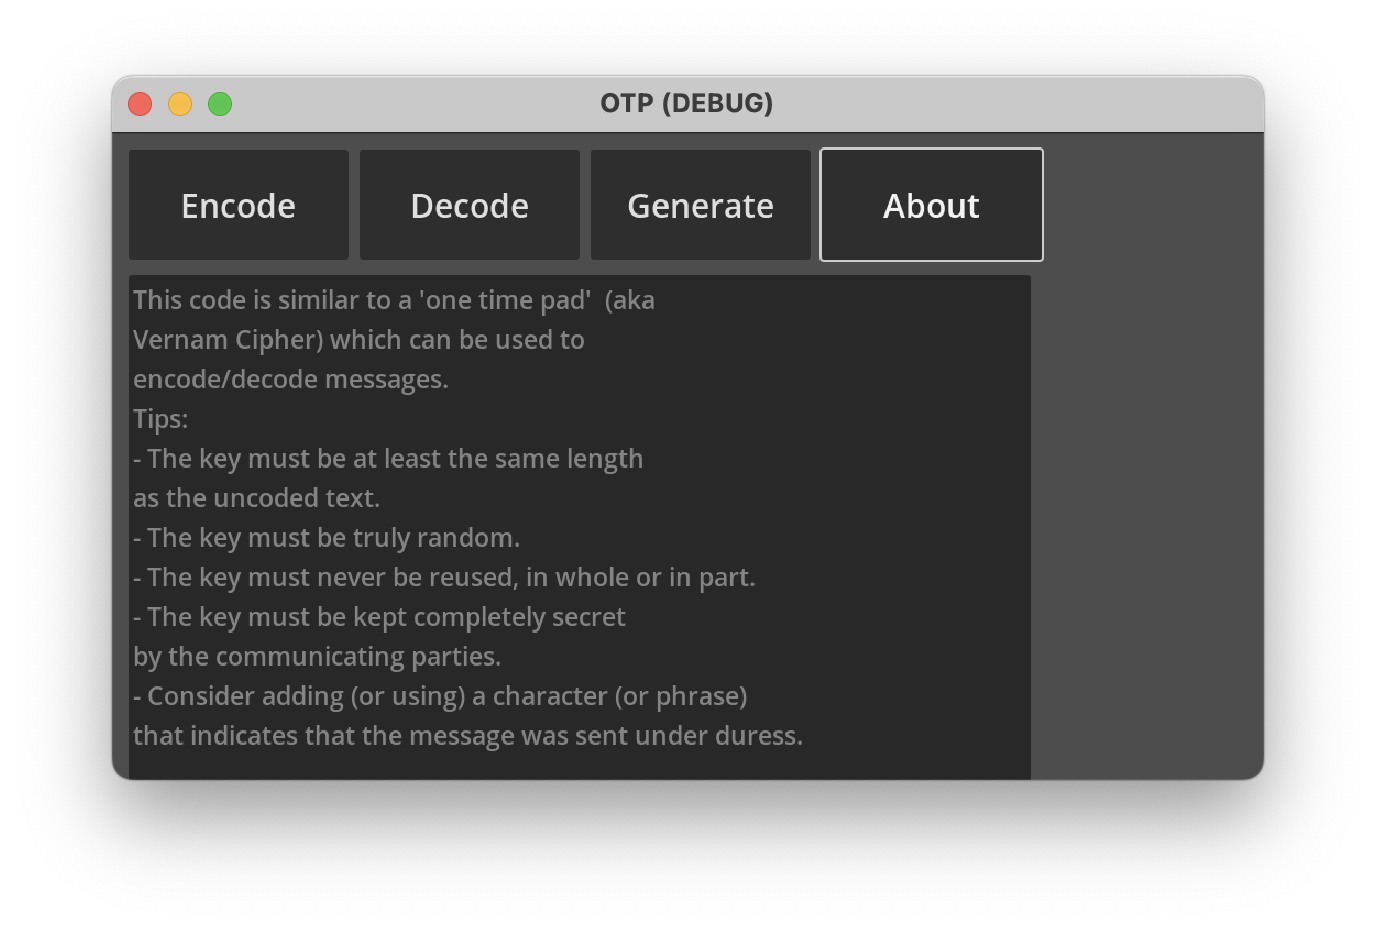 OTP (DEBUG)
Encode Decode Generate About
This code is similar to a 'one time pad'  (aka
Vernam Cipher) which can be used to
encode/decode messages.
Tips:
- The key must be at least the same length
as the uncoded text.
- The key must be truly random.
- The key must never be reused, in whole or in part.
- The key must be kept completely secret
by the communicating parties.
- Consider adding (or using) a character (or phrase)
that indicates that the message was sent under duress.